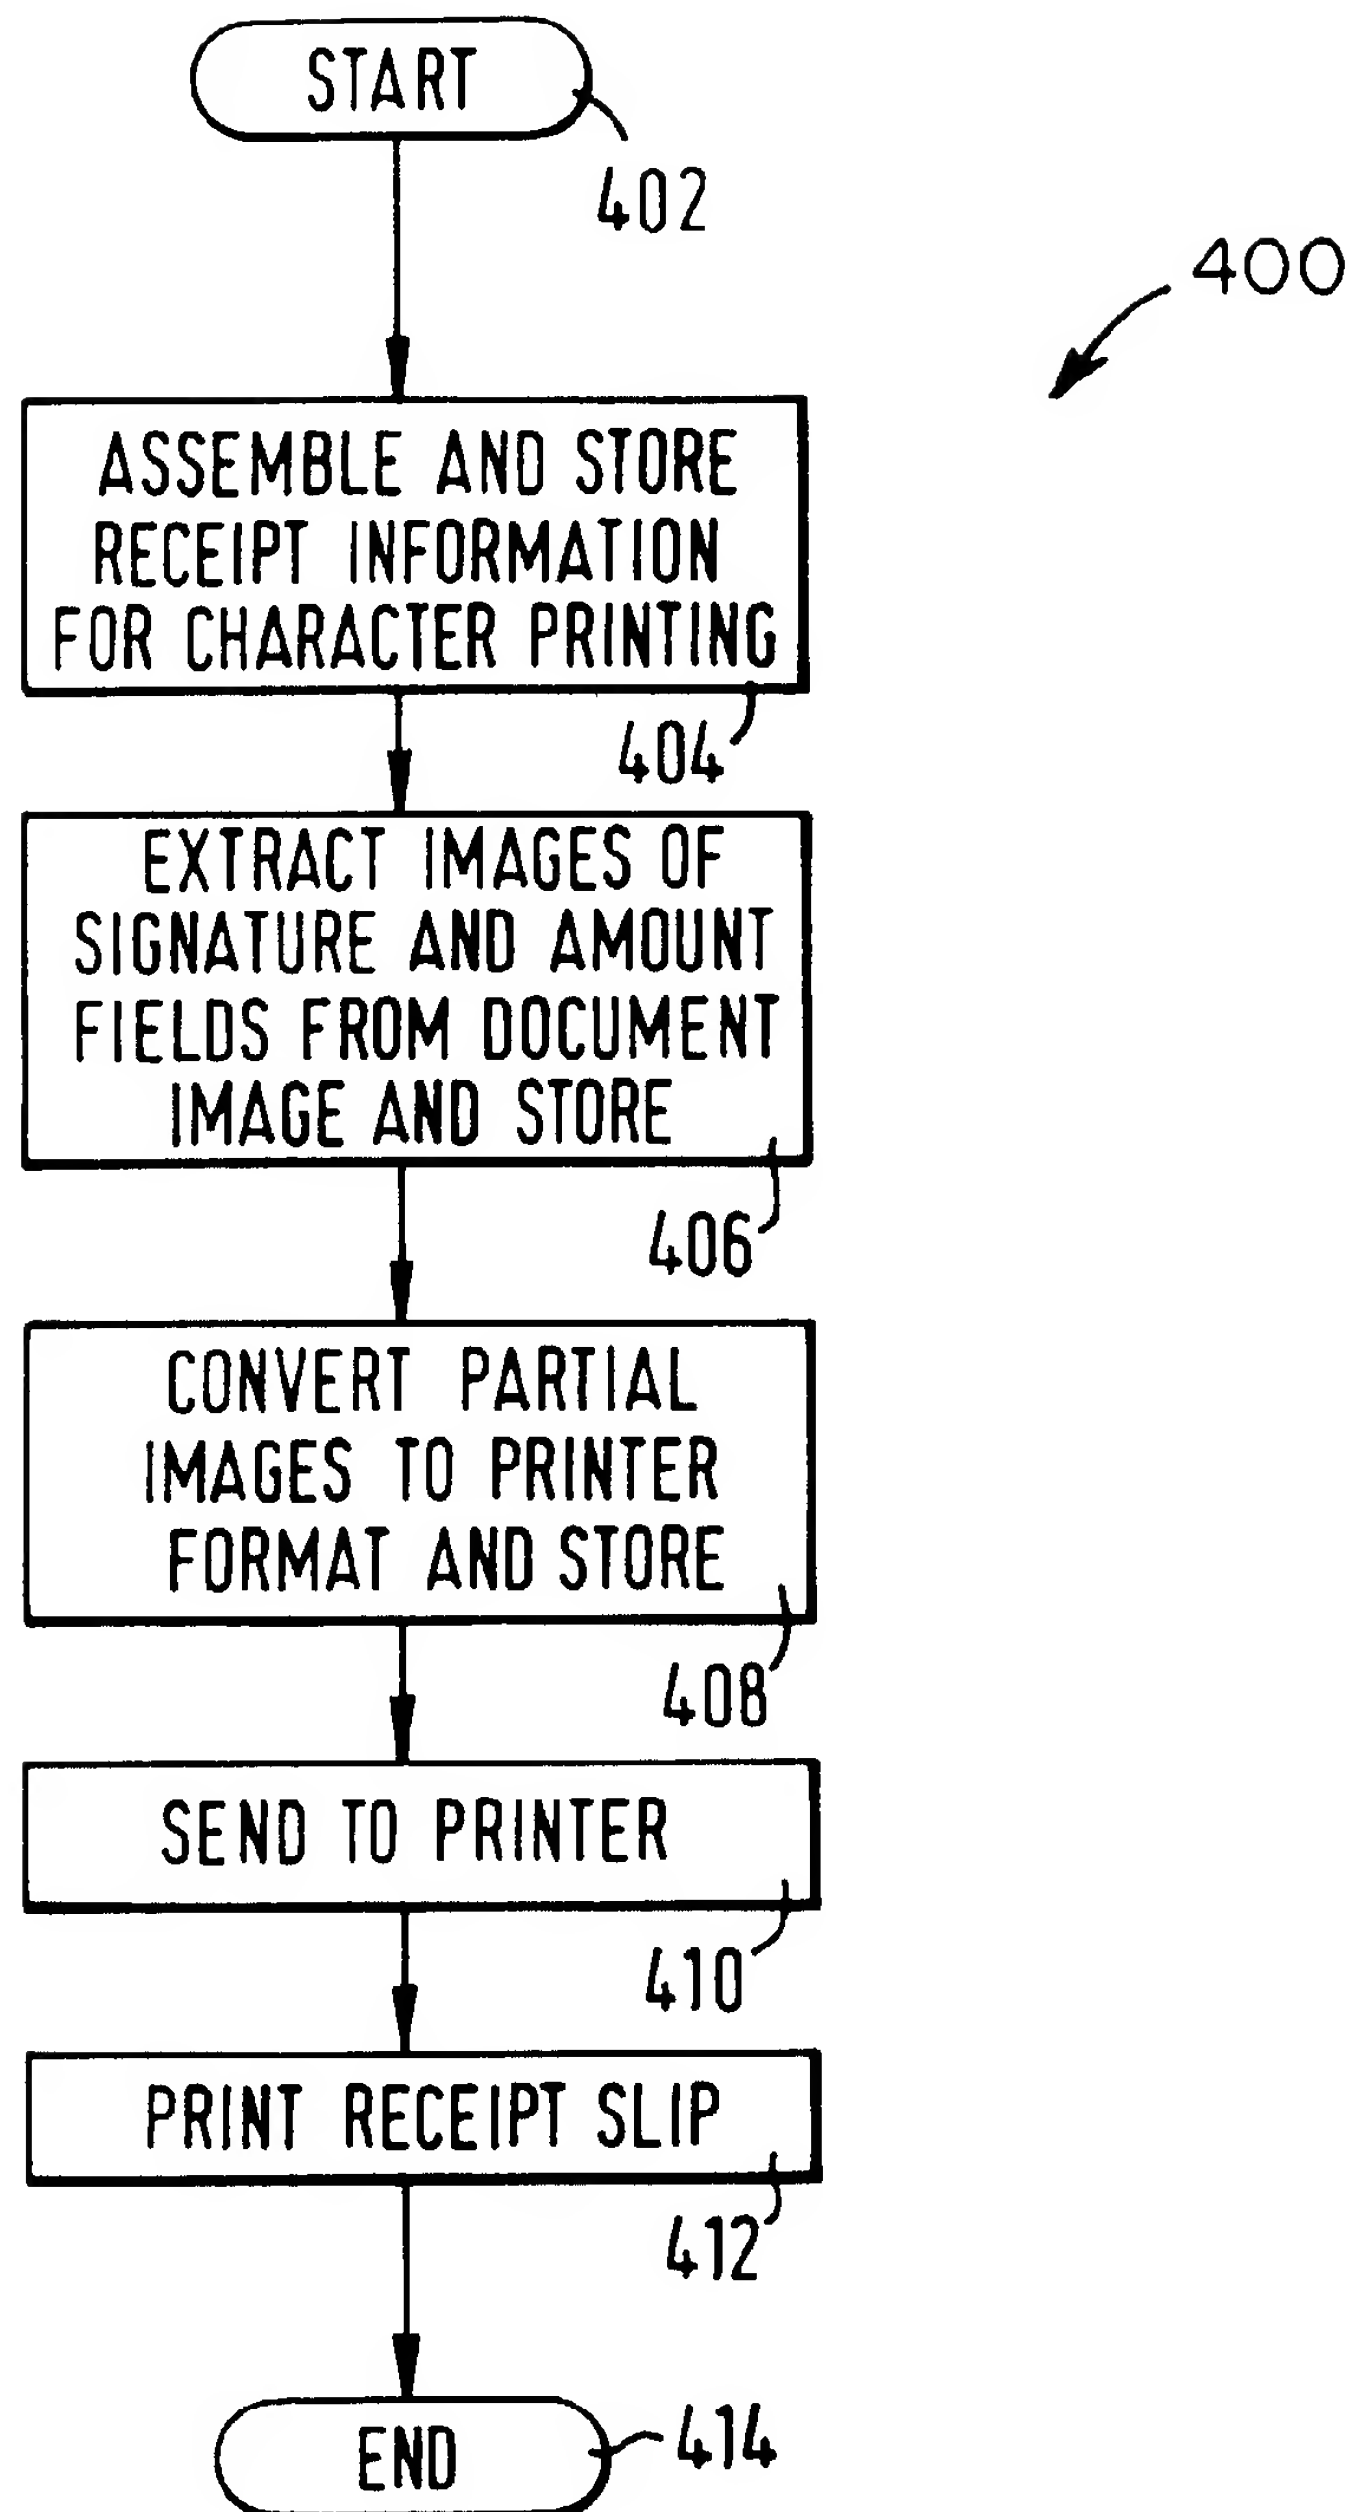 START
402
400
ASSEMBLE AND STORE
RECEIPT INFORMATION
FOR CHARACTER PRINTING
404
EXTRACT IMAGES OF
SIGNATURE AND AMOUNT
FIELDS FROM DOCUMENT
IMAGE AND STORE
406
CONVERT PARTIAL
IMAGES TO PRINTER
FORMAT AND STORE
408
SEND TO PRINTER
410
PRINT RECEIPT SLIP
412
END
414